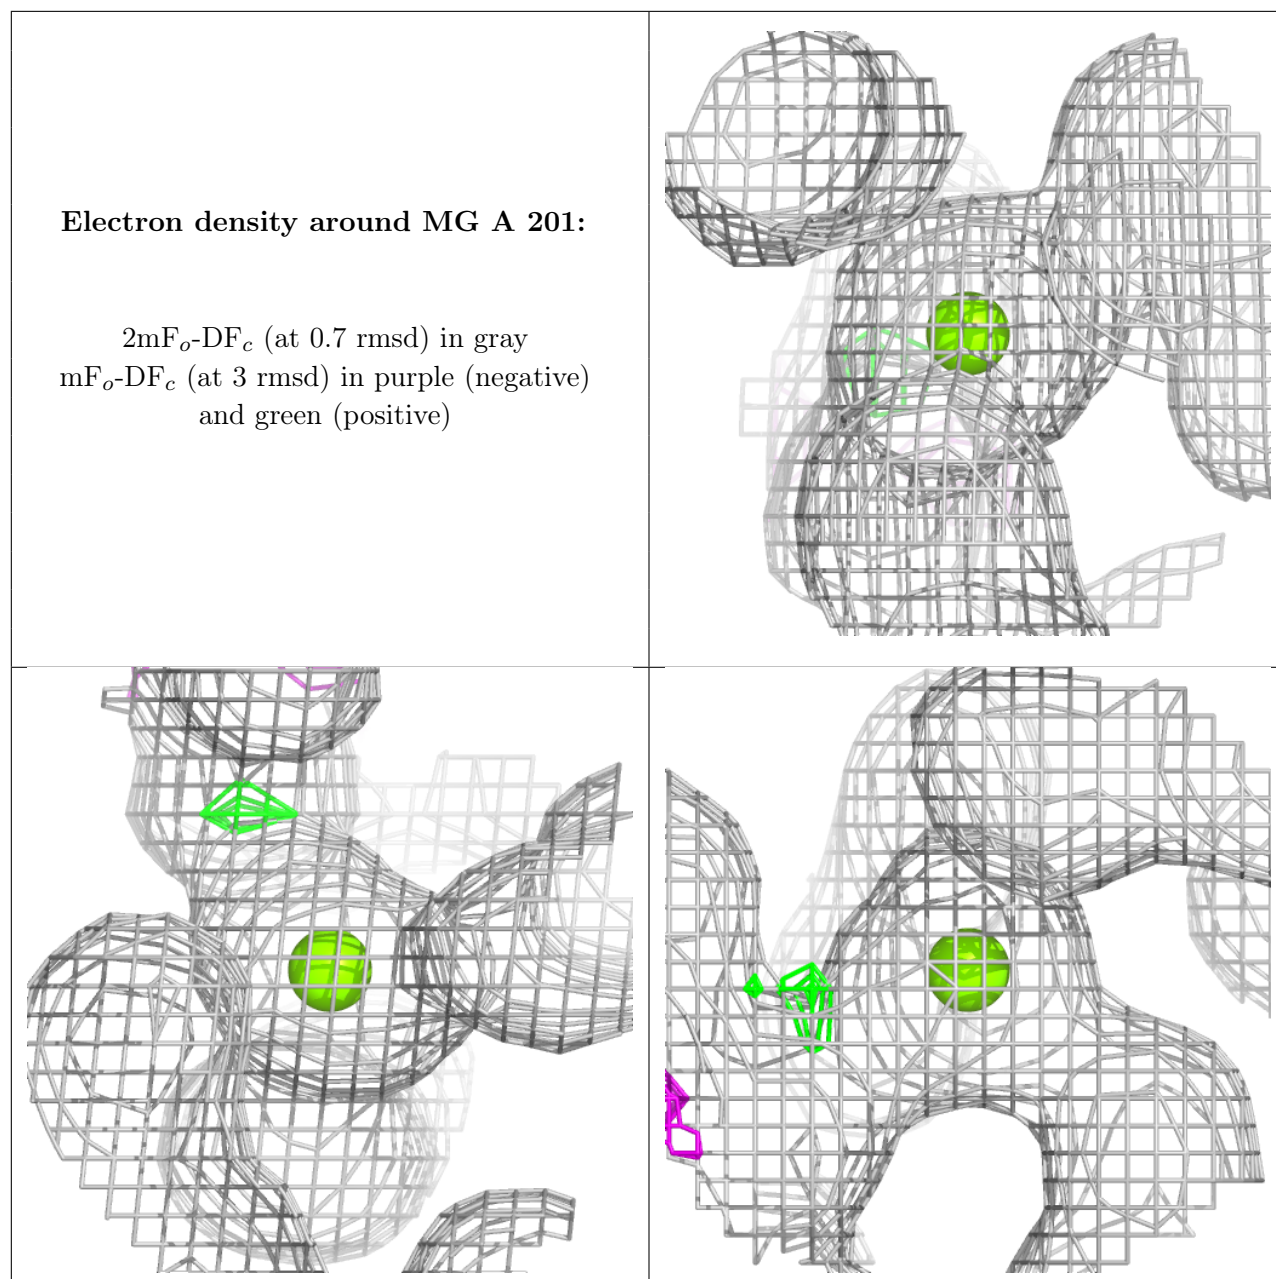 Electron density around MG A 201:
2mFo-DFc (at 0.7 rmsd) in gray
mFo-DFc (at 3 rmsd) in purple (negative)
and green (positive)